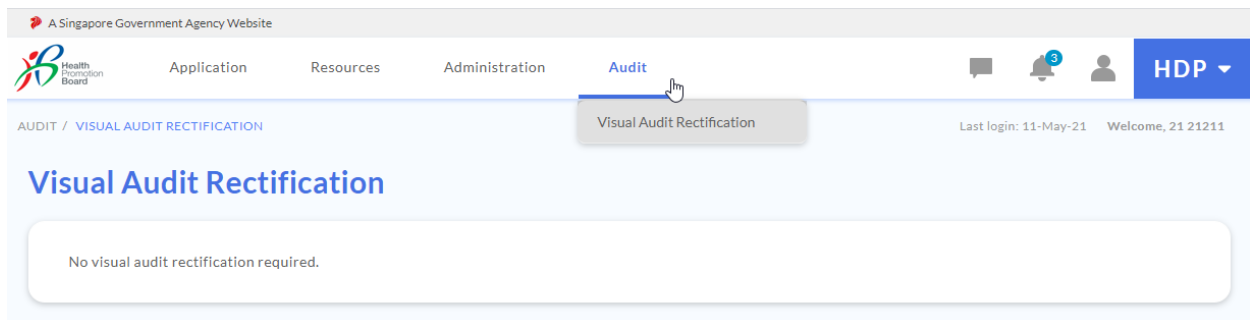 A Singapore Government Agency Website
Health
Promotion
Board
Application Resources Administration Audit 3 HDP
AUDIT / VISUAL AUDIT RECTIFICATION Visual Audit Rectification Last login: 11-May-21 Welcome, 21 21211
Visual Audit Rectification
No visual audit rectification required.